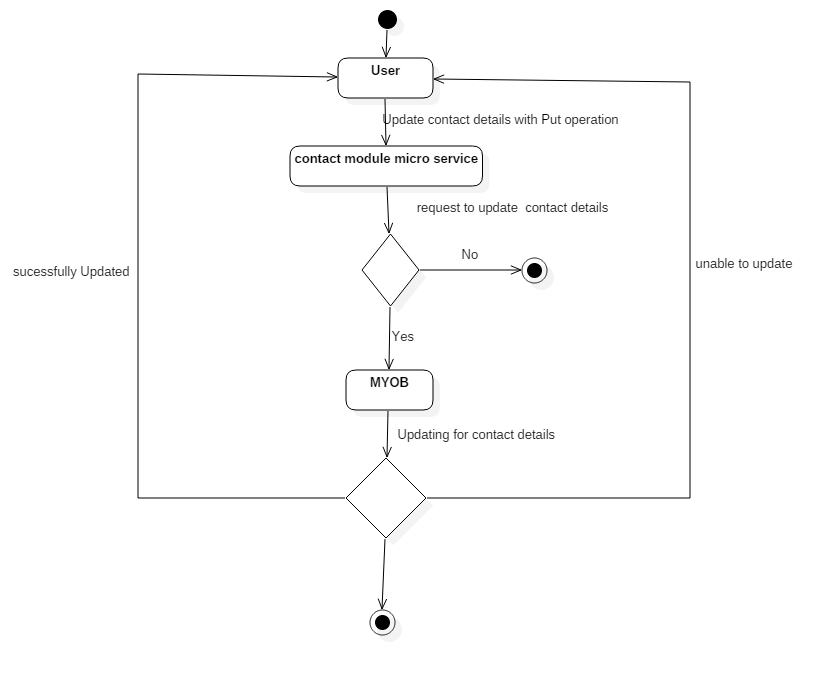 User
Update contact details with Put operation
contact module micro service
request to update  contact details
No
sucessfully Updated
unable to update
Yes
MYOB
Updating for contact details